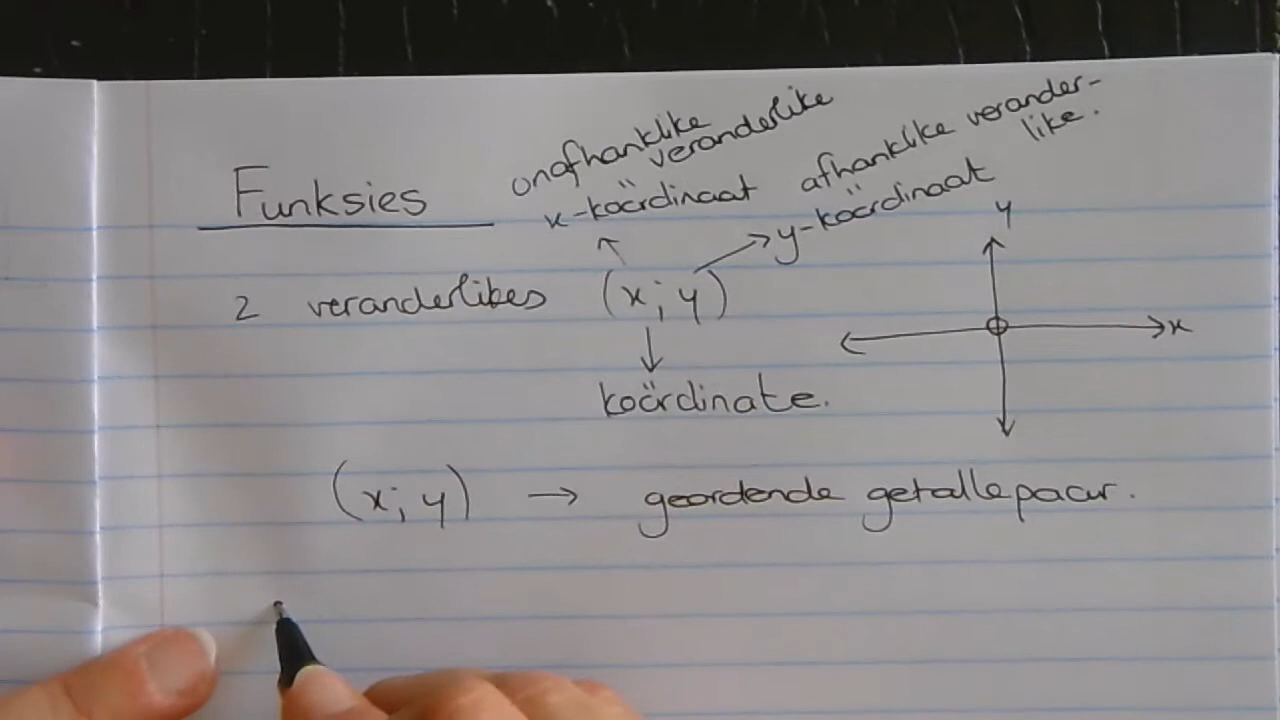 onafhanklike
veranderlike
afhanklike verander-
like.
Funksies
x-koördinaat
y-koördinaat
2 veranderlikes (x; y)
y
x
koördinate.
(x; y) → geordende getallepaar.